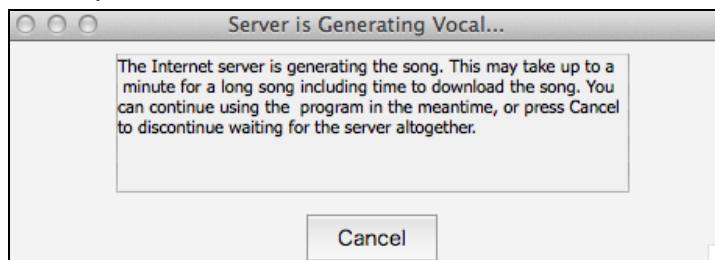 Server is Generating Vocal...
The Internet server is generating the song. This may take up to a
minute for a long song including time to download the song. You
can continue using the  program in the meantime, or press Cancel
to discontinue waiting for the server altogether.
Cancel